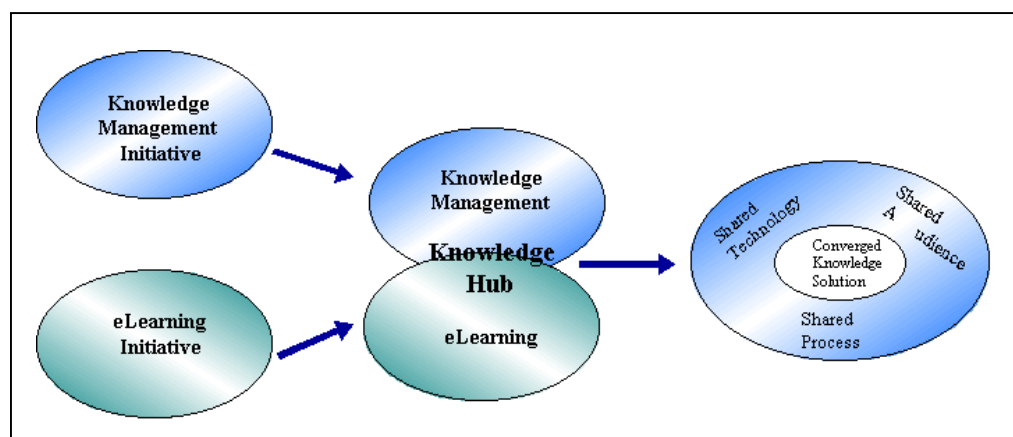 Knowledge
Management
Initiative
eLearning
Initiative
Knowledge
Management
Knowledge
Hub
eLearning
Shared
Technology
Shared
A udience
Converged
Knowledge
Solution
Shared
Process